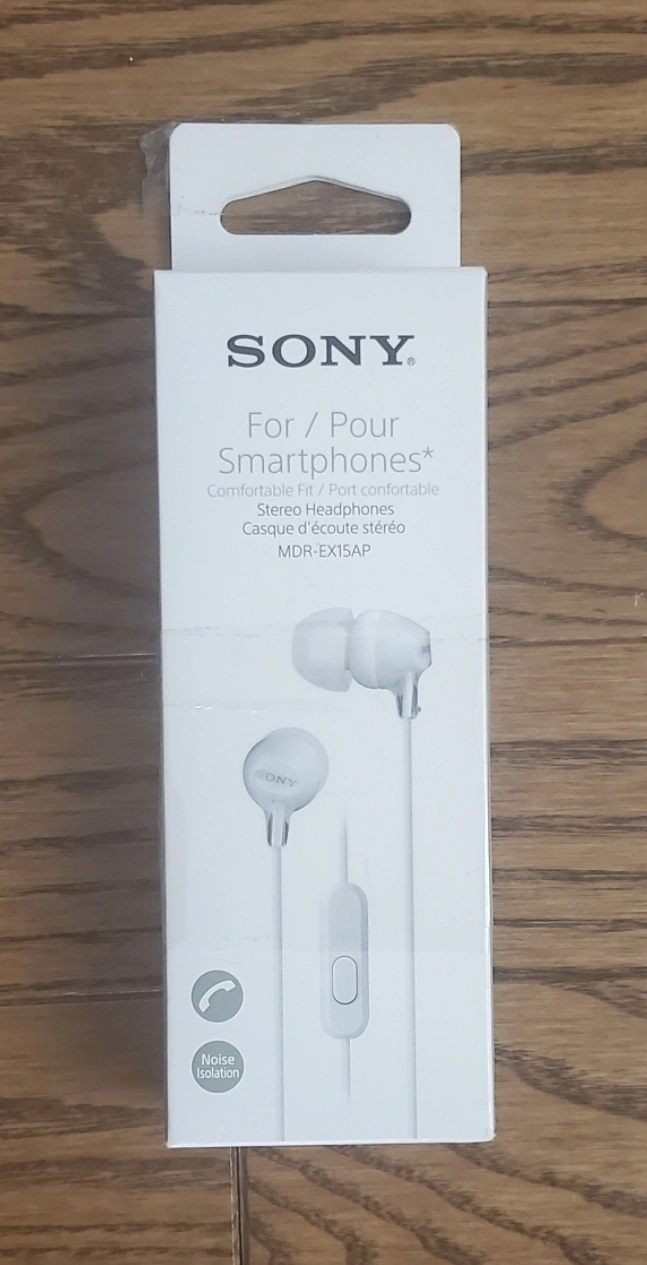 SONY®
For / Pour
Smartphones*
Comfortable Fit / Port confortable
Stereo Headphones
Casque d'écoute stéréo
MDR-EX15AP
SONY
Noise
Isolation